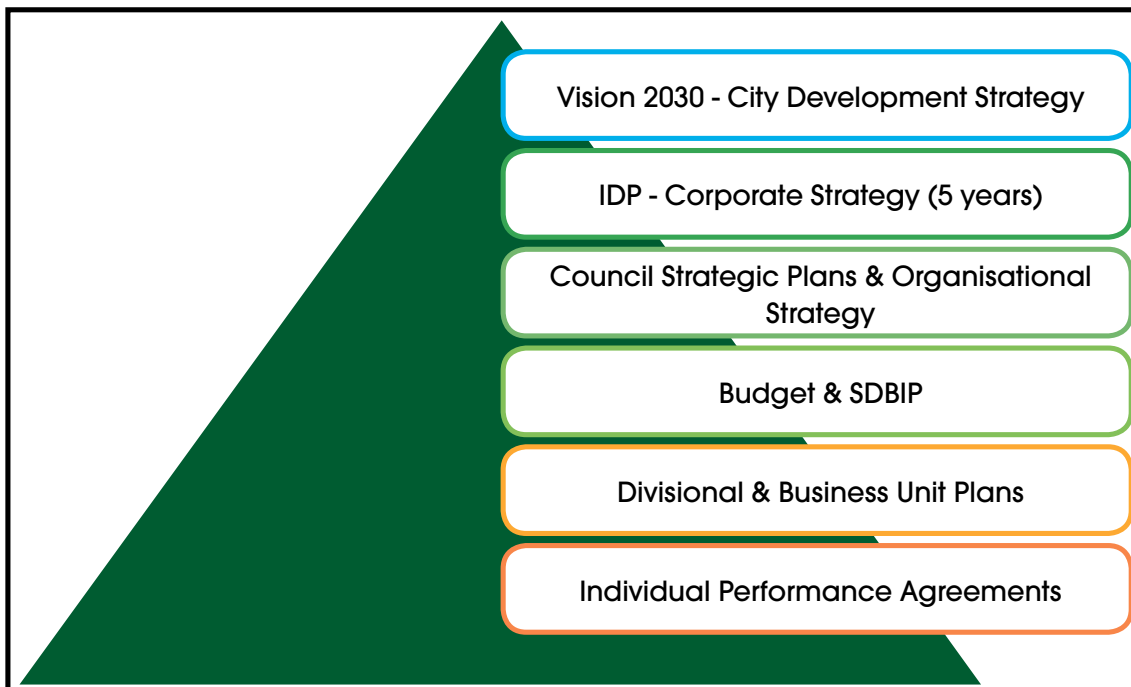 Vision 2030 - City Development Strategy
IDP - Corporate Strategy (5 years)
Council Strategic Plans & Organisational
Strategy
Budget & SDBIP
Divisional & Business Unit Plans
Individual Performance Agreements